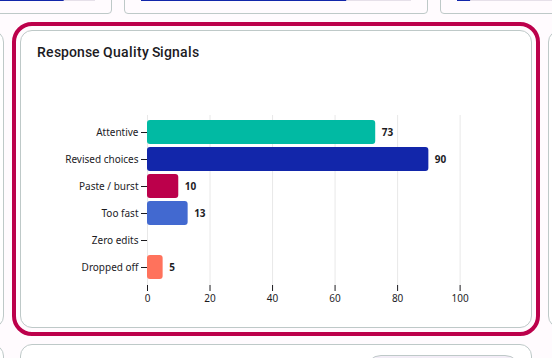 Response Quality Signals
Attentive 73
Revised choices 90
Paste / burst 10
Too fast 13
Zero edits
Dropped off 5
0 20 40 60 80 100